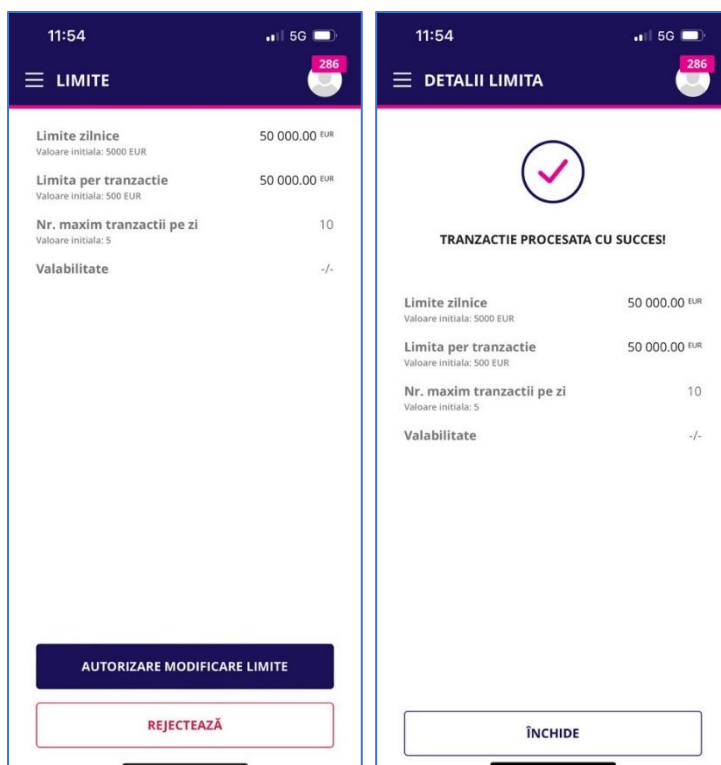 11:54
5G
286
LIMITE
Limite zilnice 50 000.00 EUR
Valoare initiala: 5000 EUR
Limita per tranzactie 50 000.00 EUR
Valoare initiala: 500 EUR
Nr. maxim tranzactii pe zi 10
Valoare initiala: 5
Valabilitate -/-
AUTORIZARE MODIFICARE LIMITE
REJECTEAZĂ
11:54
5G
286
DETALII LIMITA
TRANZACTIE PROCESATA CU SUCCES!
Limite zilnice 50 000.00 EUR
Valoare initiala: 5000 EUR
Limita per tranzactie 50 000.00 EUR
Valoare initiala: 500 EUR
Nr. maxim tranzactii pe zi 10
Valoare initiala: 5
Valabilitate -/-
ÎNCHIDE